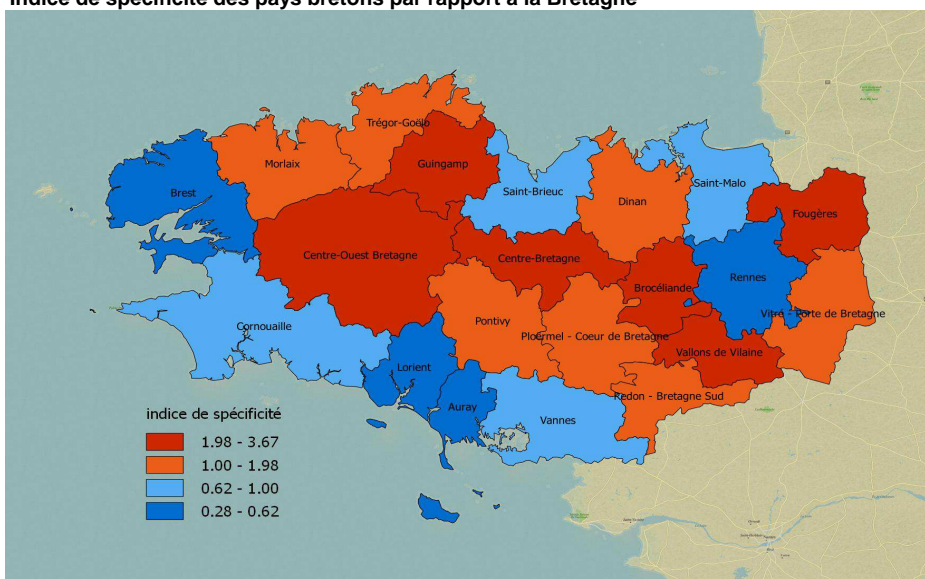 Indice de spécificité des pays bretons par rapport à la Bretagne
Trégor-Goëlo
Morlaix
Guingamp
Brest
Saint-Brieuc
Saint-Malo
Dinan
Fougères
Centre-Ouest Bretagne
Centre-Bretagne
Brocéliande
Rennes
Vitré - Porte de Bretagne
Cornouaille
Pontivy
Ploërmel - Coeur de Bretagne
Vallons de Vilaine
Lorient
Redon - Bretagne Sud
Auray
Vannes
indice de spécificité
1.98 - 3.67
1.00 - 1.98
0.62 - 1.00
0.28 - 0.62